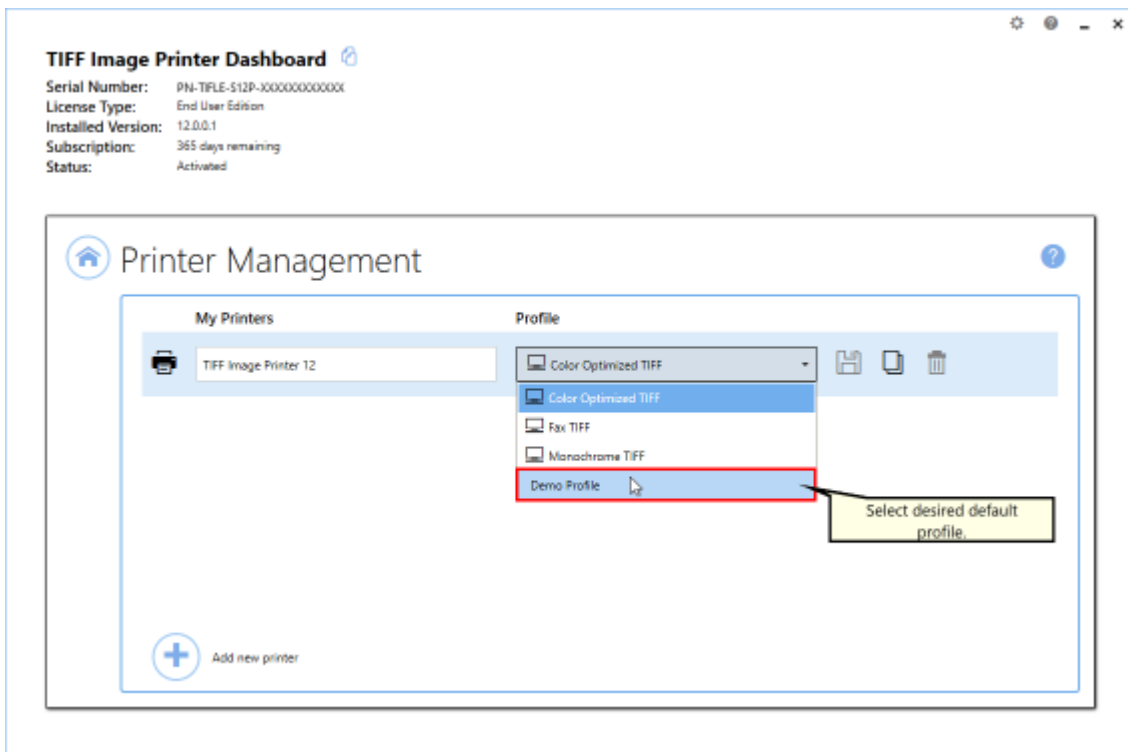 TIFF Image Printer Dashboard
Serial Number: PN-TIFLE-S12P-XXXXXXXXXXXX
License Type: End User Edition
Installed Version: 12.0.0.1
Subscription: 365 days remaining
Status: Activated
Printer Management
?
My Printers Profile
TIFF Image Printer 12 Color Optimized TIFF
Color Optimized TIFF
Fax TIFF
Monochrome TIFF
Demo Profile
Select desired default
profile.
Add new printer